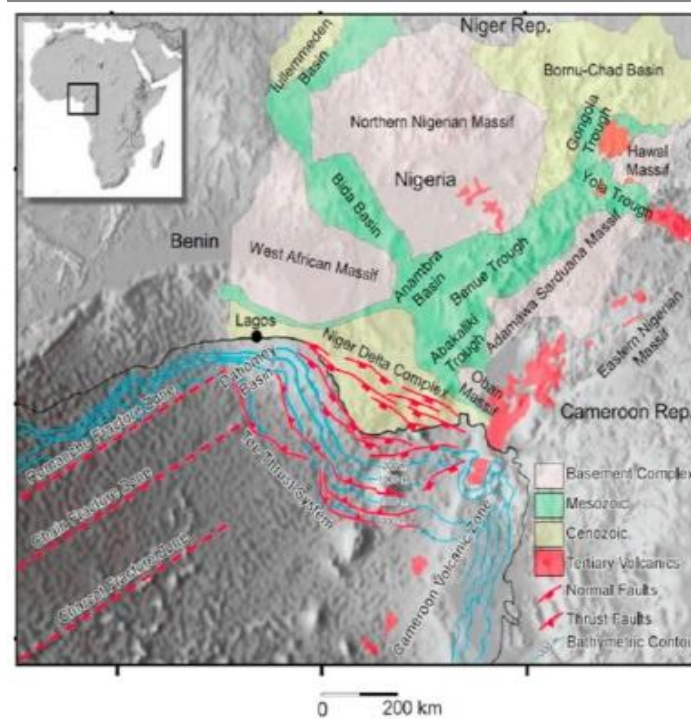 Niger Rep.
Iullemmeden
Basin
Bornu-Chad Basin
Northern Nigerian Massif
Gongola
Trough
Hawal
Massif
Nigeria
Yola Trough
Bida Basin
Benin
West African Massif
Anambra
Basin
Benue Trough
Adamawa Sarduana Massif
Lagos
Niger Delta Complex
Abakaliki
Trough
Eastern Nigerian
Massif
Dahomey
Basin
Oban
Massif
Cameroon Rep.
Chain Fracture Zone
Toe-Thrust System
Charcot Fracture Zone
Cameroon Volcanic Zone
Basement Complex
Mesozoic
Cenozoic
Tertiary Volcanics
Normal Faults
Thrust Faults
Bathymetric Contou
0 200 km